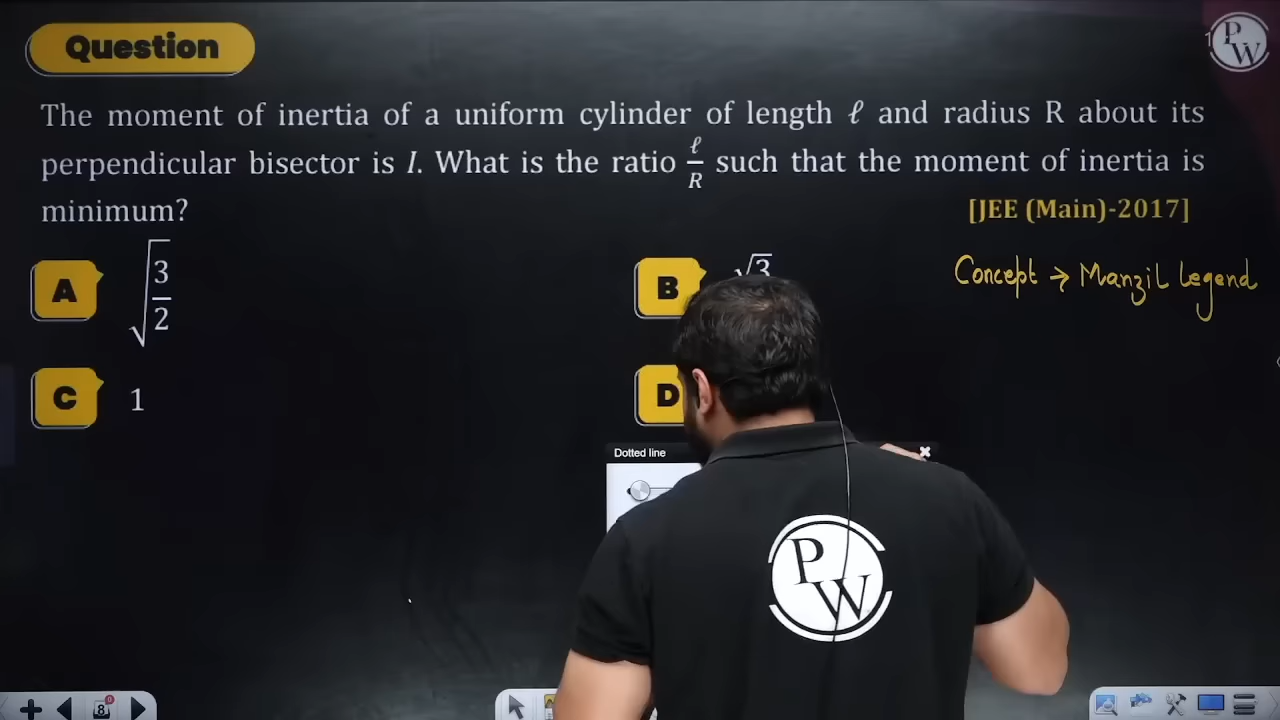 Question
PW
The moment of inertia of a uniform cylinder of length ℓ and radius R about its
perpendicular bisector is I. What is the ratio ℓ/R such that the moment of inertia is
minimum?
[JEE (Main)-2017]
A √(3/2)
B √3
Concept → Manzil Legend
C 1
D
Dotted line
PW
8